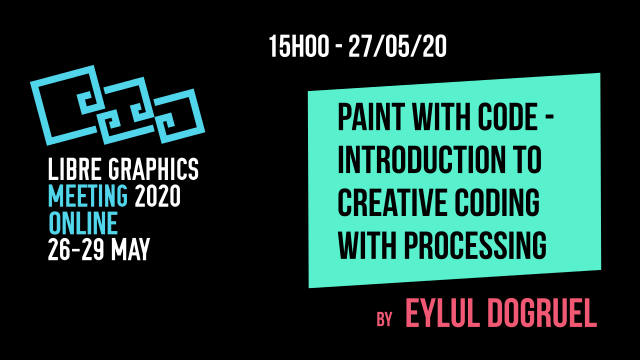 15H00 - 27/05/20
LIBRE GRAPHICS
MEETING 2020
ONLINE
26-29 MAY
PAINT WITH CODE -
INTRODUCTION TO
CREATIVE CODING
WITH PROCESSING
BY EYLUL DOGRUEL